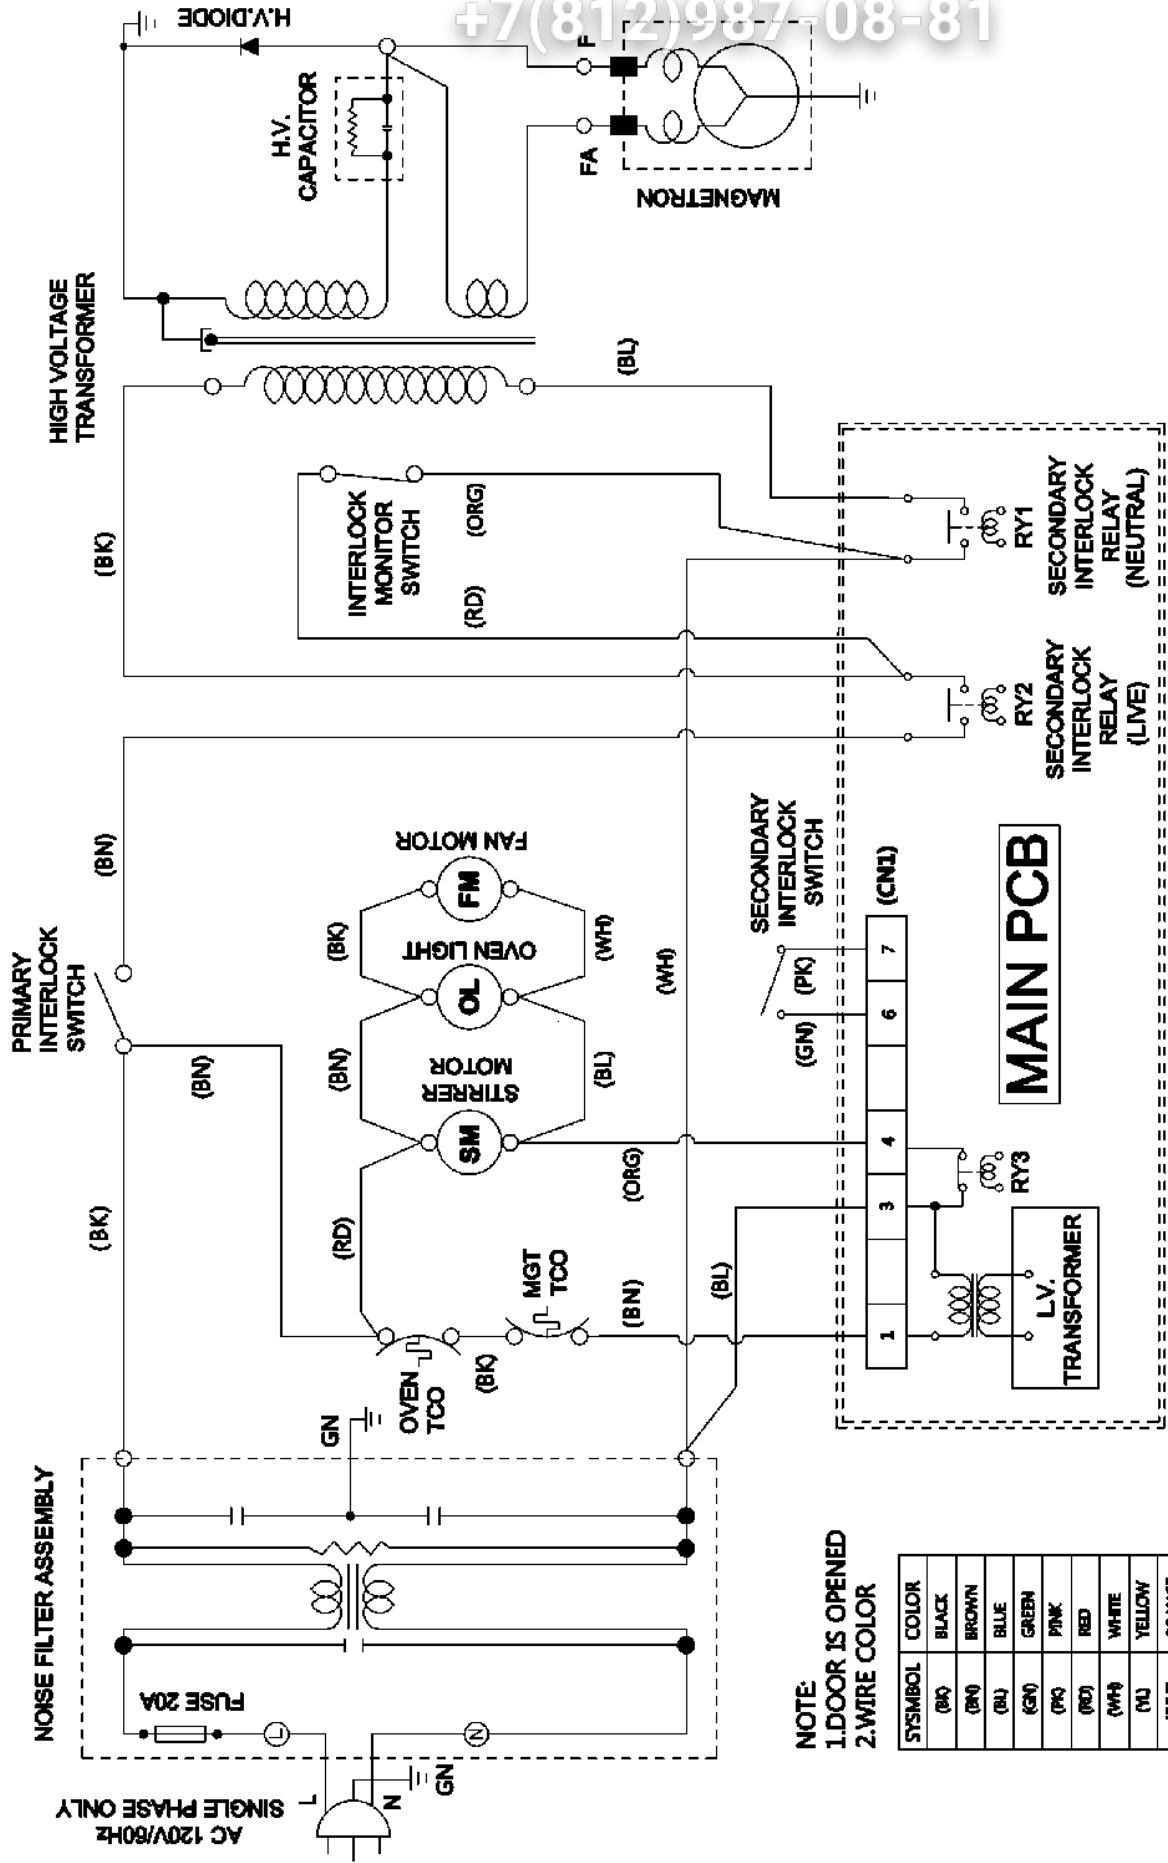 +7(812)987-08-81
H.V.DIODE
H.V.
CAPACITOR
F
FA
MAGNETRON
HIGH VOLTAGE
TRANSFORMER
(BL)
(BK)
INTERLOCK
MONITOR
SWITCH
(ORG)
(RD)
RY1
SECONDARY
INTERLOCK
RELAY
(NEUTRAL)
RY2
SECONDARY
INTERLOCK
RELAY
(LIVE)
PRIMARY
INTERLOCK
SWITCH
(BN)
(BN)
(BK)
FAN MOTOR
FM
(BK)
(WH)
OVEN LIGHT
OL
(BN)
(BL)
STIRRER
MOTOR
SM
(RD)
(ORG)
(WH)
SECONDARY
INTERLOCK
SWITCH
(PK)
(GN)
(CN1)
7
6
4
3
1
MAIN PCB
RY3
L.V.
TRANSFORMER
MGT
TCO
(BN)
(BL)
OVEN
TCO
(BK)
GN
NOISE FILTER ASSEMBLY
FUSE 20A
L
N
L
N
GN
AC 120V/60Hz
SINGLE PHASE ONLY
NOTE:
1.DOOR IS OPENED
2.WIRE COLOR
SYSMBOL COLOR
(BK) BLACK
(BN) BROWN
(BL) BLUE
(GN) GREEN
(PK) PINK
(RD) RED
(WH) WHITE
(YL) YELLOW